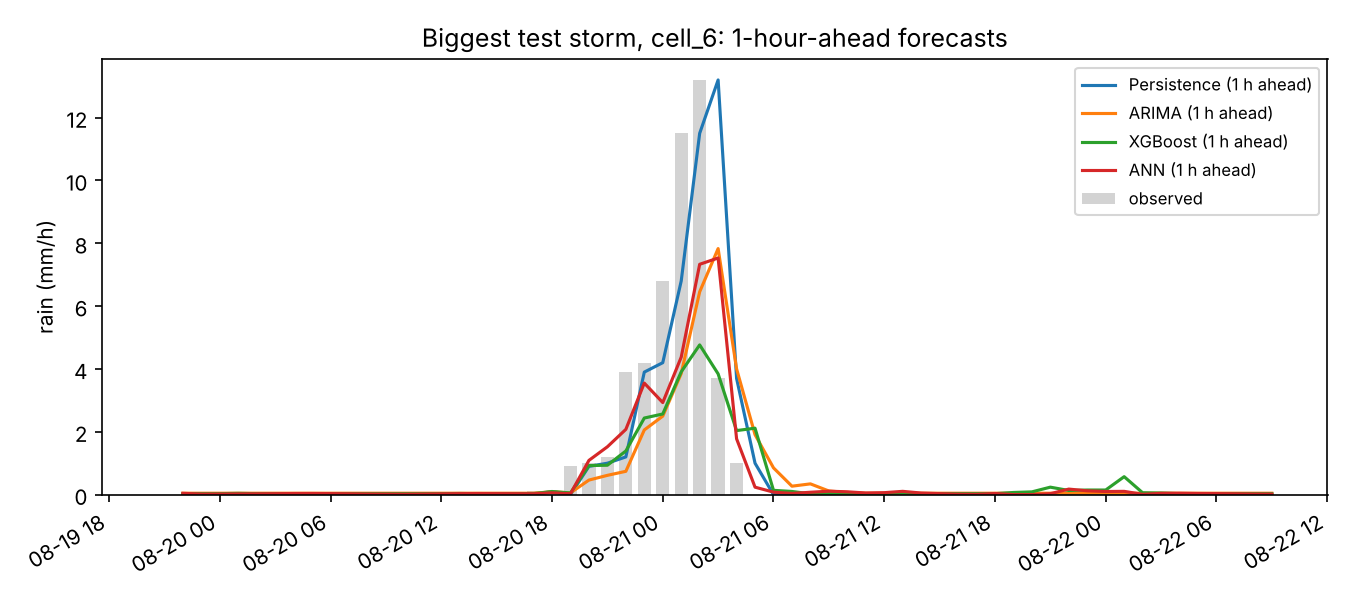 Biggest test storm, cell_6: 1-hour-ahead forecasts
Persistence (1 h ahead)
ARIMA (1 h ahead)
XGBoost (1 h ahead)
ANN (1 h ahead)
observed
rain (mm/h)
12
10
8
6
4
2
0
08-19 18
08-20 00
08-20 06
08-20 12
08-20 18
08-21 00
08-21 06
08-21 12
08-21 18
08-22 00
08-22 06
08-22 12